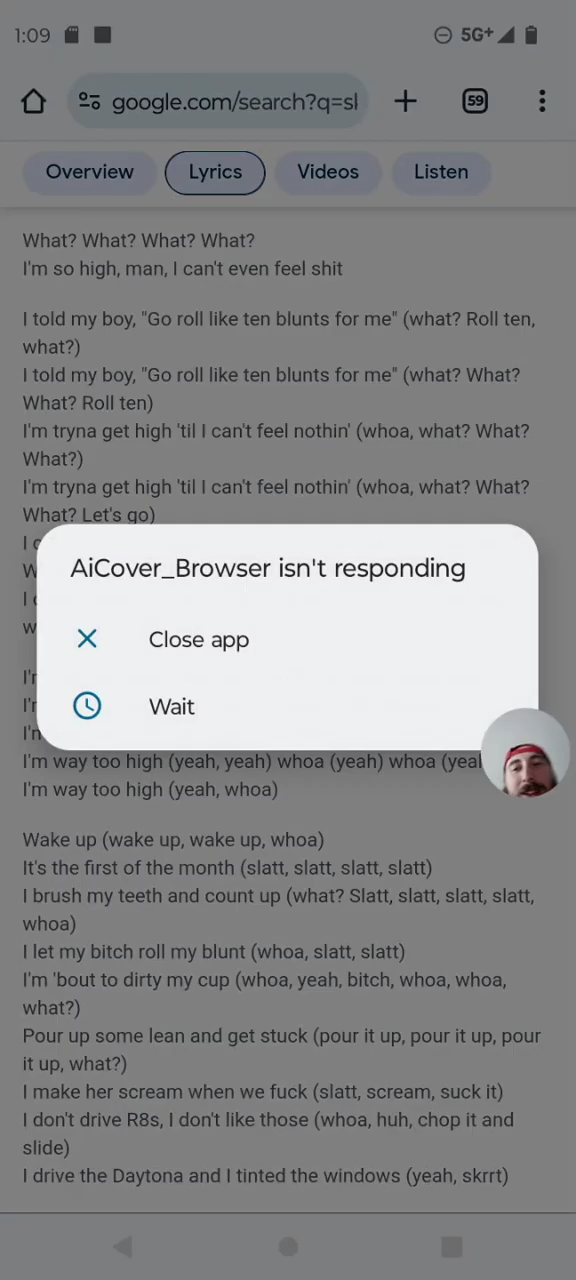 1:09
5G+
google.com/search?q=sl
59
Overview
Lyrics
Videos
Listen
What? What? What? What?
I'm so high, man, I can't even feel shit
I told my boy, "Go roll like ten blunts for me" (what? Roll ten,
what?)
I told my boy, "Go roll like ten blunts for me" (what? What?
What? Roll ten)
I'm tryna get high 'til I can't feel nothin' (whoa, what? What?
What?)
I'm tryna get high 'til I can't feel nothin' (whoa, what? What?
What? Let's go)
AiCover_Browser isn't responding
Close app
Wait
I'm way too high (yeah, yeah) whoa (yeah) whoa
I'm way too high (yeah, whoa)
Wake up (wake up, wake up, whoa)
It's the first of the month (slatt, slatt, slatt, slatt)
I brush my teeth and count up (what? Slatt, slatt, slatt, slatt,
whoa)
I let my bitch roll my blunt (whoa, slatt, slatt)
I'm 'bout to dirty my cup (whoa, yeah, bitch, whoa, whoa,
what?)
Pour up some lean and get stuck (pour it up, pour it up, pour
it up, what?)
I make her scream when we fuck (slatt, scream, suck it)
I don't drive R8s, I don't like those (whoa, huh, chop it and
slide)
I drive the Daytona and I tinted the windows (yeah, skrrt)